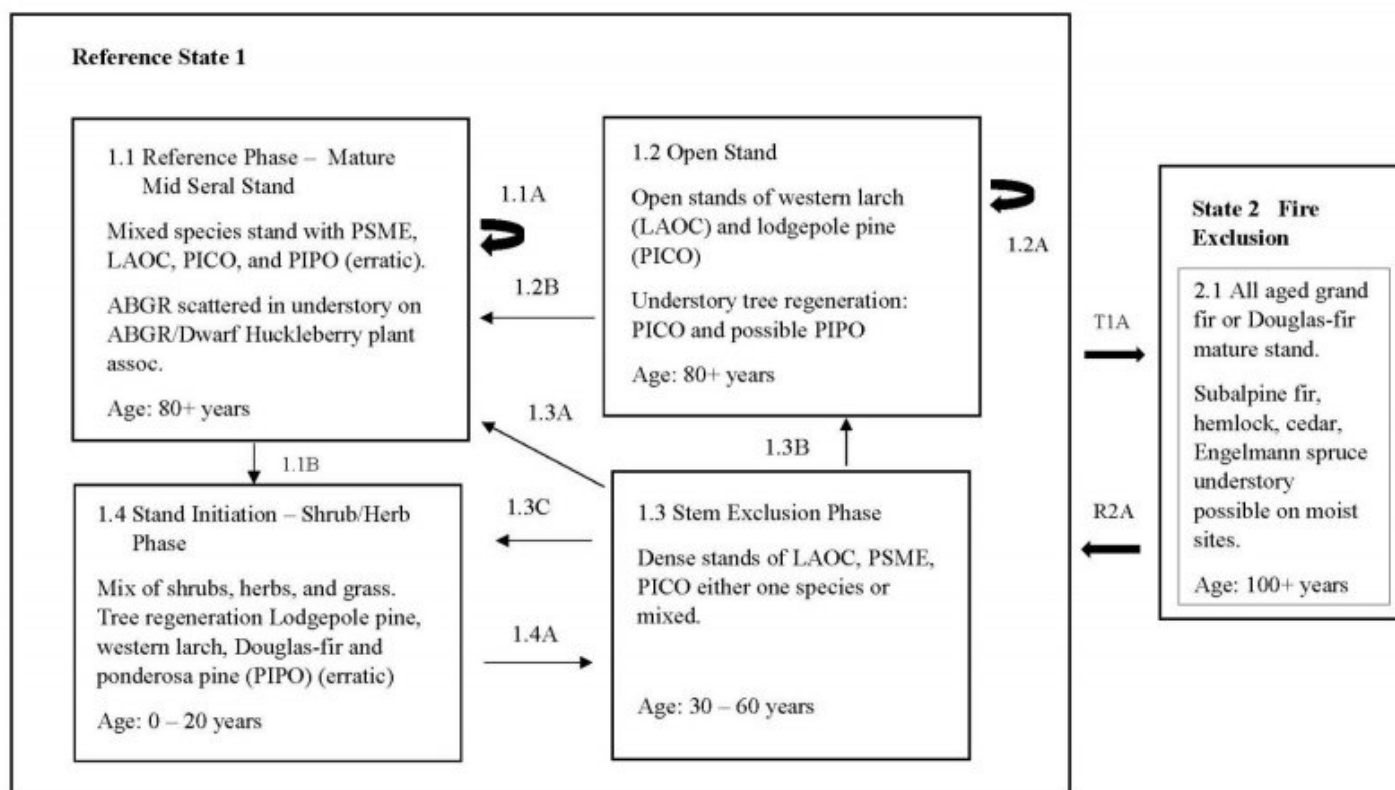 Reference State 1
1.1 Reference Phase – Mature
Mid Seral Stand
Mixed species stand with PSME,
LAOC, PICO, and PIPO (erratic).
ABGR scattered in understory on
ABGR/Dwarf Huckleberry plant
assoc.
Age: 80+ years
1.1A
1.2B
1.2 Open Stand
Open stands of western larch
(LAOC) and lodgepole pine
(PICO)
Understory tree regeneration:
PICO and possible PIPO
Age: 80+ years
1.2A
1.3A
1.3B
1.1B
1.4 Stand Initiation – Shrub/Herb
Phase
Mix of shrubs, herbs, and grass.
Tree regeneration Lodgepole pine,
western larch, Douglas-fir and
ponderosa pine (PIPO) (erratic)
Age: 0 – 20 years
1.3C
1.4A
1.3 Stem Exclusion Phase
Dense stands of LAOC, PSME,
PICO either one species or
mixed.
Age: 30 – 60 years
T1A
R2A
State 2 Fire
Exclusion
2.1 All aged grand
fir or Douglas-fir
mature stand.
Subalpine fir,
hemlock, cedar,
Engelmann spruce
understory
possible on moist
sites.
Age: 100+ years